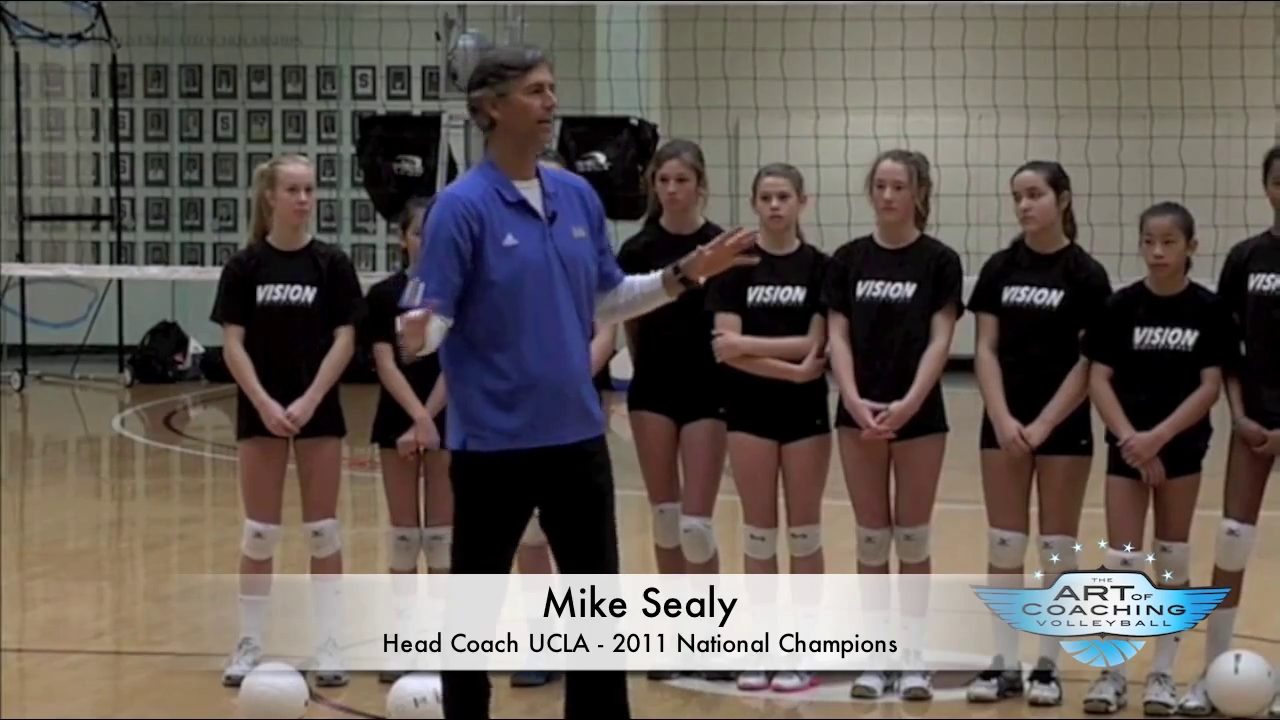 VISION
VISION
VISION
VISION
VISION
VISION
Mike Sealy
Head Coach UCLA - 2011 National Champions
THE
ART OF
COACHING
VOLLEYBALL